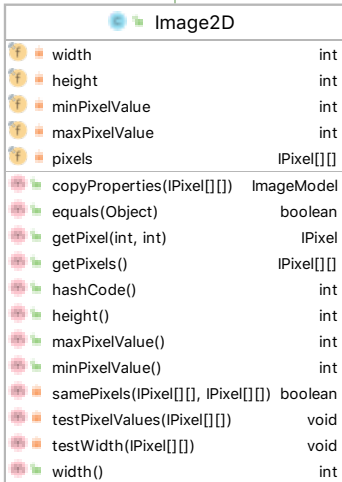 Image2D
width int
height int
minPixelValue int
maxPixelValue int
pixels IPixel[][]
copyProperties(IPixel[][]) ImageModel
equals(Object) boolean
getPixel(int, int) IPixel
getPixels() IPixel[][]
hashCode() int
height() int
maxPixelValue() int
minPixelValue() int
samePixels(IPixel[][], IPixel[][]) boolean
testPixelValues(IPixel[][]) void
testWidth(IPixel[][]) void
width() int